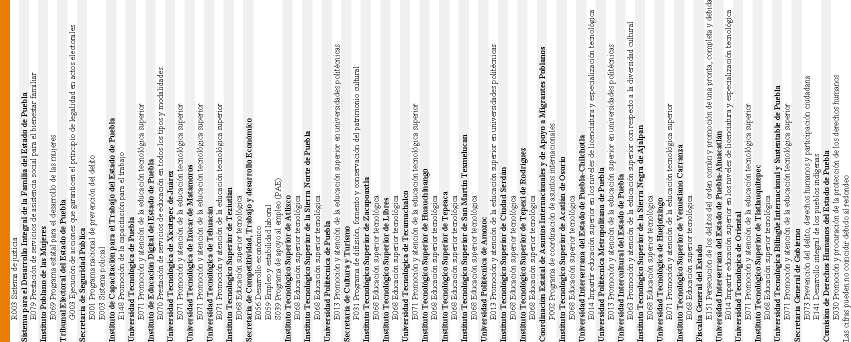 R003 Sistema de justicia
Sistema para el Desarrollo Integral de la Familia del Estado de Puebla
E079 Prestación de servicios de asistencia social para el bienestar familiar
Instituto Poblano de las Mujeres
E069 Programa estatal para el desarrollo de las mujeres
Tribunal Electoral del Estado de Puebla
Ejecución de acciones que garanticen el principio de legalidad en actos electorales
Secretaría de Seguridad Pública
E001 Programa nacional de prevención del delito
E003 Sistema policial
Instituto de Capacitación para el Trabajo del Estado de Puebla
E148 Promoción de la capacitación para el trabajo
Universidad Tecnológica de Puebla
E071 Promoción y atención de la educación tecnológica superior
Instituto de Educación Digital del Estado de Puebla
E070 Prestación de servicios de educación en todos los tipos y modalidades
Universidad Tecnológica de Xicotepec de Juárez
E071 Promoción y atención de la educación tecnológica superior
Universidad Tecnológica de Izúcar de Matamoros
E071 Promoción y atención de la educación tecnológica superior
Universidad Tecnológica de Tehuacán
E071 Promoción y atención de la educación tecnológica superior
Instituto Tecnológico Superior de Teziutlán
E068 Educación superior tecnológica
Secretaría de Competitividad, Trabajo y desarrollo Económico
E056 Desarrollo económico
E059 Empleo laboral
S039 Programa de apoyo al empleo (PAE)
Instituto Tecnológico Superior de Atlixco
E068 Educación superior tecnológica
Instituto Tecnológico Superior de la Sierra Norte de Puebla
E068 Educación superior tecnológica
Universidad Politécnica de Puebla
E013 Promoción y atención de la educación superior en universidades politécnicas
Secretaría de Cultura y Turismo
F031 Programa de difusión, fomento y conservación del patrimonio cultural
Instituto Tecnológico Superior de Zacapoaxtla
E068 Educación superior tecnológica
Instituto Tecnológico Superior de Libres
E068 Educación superior tecnológica
Universidad Tecnológica de Tecamachalco
E071 Promoción y atención de la educación tecnológica superior
Instituto Tecnológico Superior de Huauchinango
E068 Educación superior tecnológica
Instituto Tecnológico Superior de Tepeaca
E068 Educación superior tecnológica
Instituto Tecnológico Superior de San Martín Texmelucan
E068 Educación superior tecnológica
Universidad Politécnica de Amozoc
E013 Promoción y atención de la educación superior en universidades politécnicas
Instituto Tecnológico Superior de Ciudad Serdán
E068 Educación superior tecnológica
Instituto Tecnológico Superior de Tepexi de Rodríguez
E068 Educación superior tecnológica
Coordinación Estatal de Asuntos Internacionales y de Apoyo a Migrantes Poblanos
P002 Programa de coordinación de asuntos internacionales
Instituto Tecnológico Superior de Tlatlauquitepec de Osorio
E068 Educación superior tecnológica
Universidad Interserrana del Estado de Puebla-Chilchotla
E014 Impartir educación superior en los niveles de licenciatura y especialización tecnológica
Universidad Politécnica Metropolitana de Puebla
E013 Promoción y atención de la educación superior en universidades politécnicas
Universidad Intercultural del Estado de Puebla
E063 Promoción y atención de la educación superior con respeto a la diversidad cultural
Instituto Tecnológico Superior de la Sierra Negra de Ajalpan
E068 Educación superior tecnológica
Universidad Tecnológica de Huejotzingo
E071 Promoción y atención de la educación tecnológica superior
Instituto Tecnológico Superior de Venustiano Carranza
E068 Educación superior tecnológica
Fiscalía General del Estado
E151 Persecución de los delitos del orden común y promoción de una pronta, completa y debida
Universidad Interserrana del Estado de Puebla-Ahuacatlán
E014 Impartir educación superior en los niveles de licenciatura y especialización tecnológica
Universidad Tecnológica de Oriental
E071 Promoción y atención de la educación tecnológica superior
Instituto Tecnológico Superior de Tlatlauquitepec
E068 Educación superior tecnológica
Universidad Tecnológica Bilingüe Internacional y Sustentable de Puebla
E071 Promoción y atención de la educación tecnológica superior
Secretaría General de Gobierno
E073 Prevención del delito, derechos humanos y participación ciudadana
E144 Desarrollo integral de los pueblos indígenas
Comisión de Derechos Humanos del Estado de Puebla
E030 Promoción y prevención de la protección de los derechos humanos
Las cifras pueden no coincidir debido al redondeo